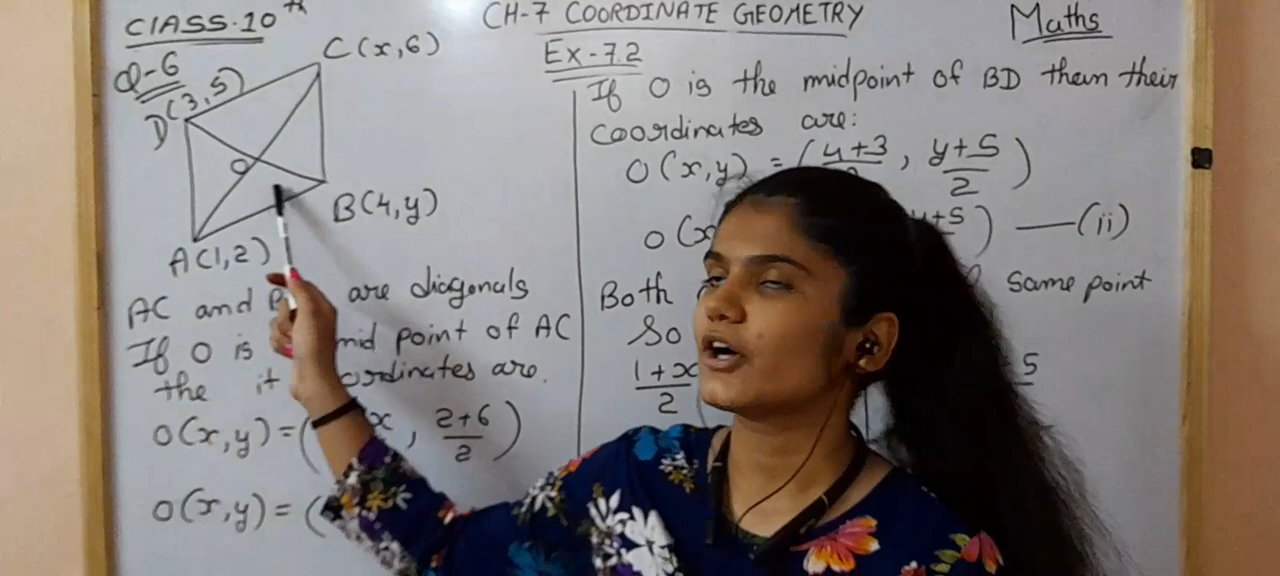 CLASS-10th
CH-7 COORDINATE GEOMETRY
Maths
Ex-7.2
Q-6
C(x,6)
D(3,5)
O
B(4,y)
A(1,2)
AC and are diagonals
If O is mid point of AC
the it ordinates are.
O(x,y) = ( x , 2+6/2 )
O(x,y) = (
If O is the midpoint of BD them their
coordinates are:
O(x,y) = ( 4+3 , y+5/2 )
O(x y+5 ) —(ii)
Both same point
So
1+x/2 5